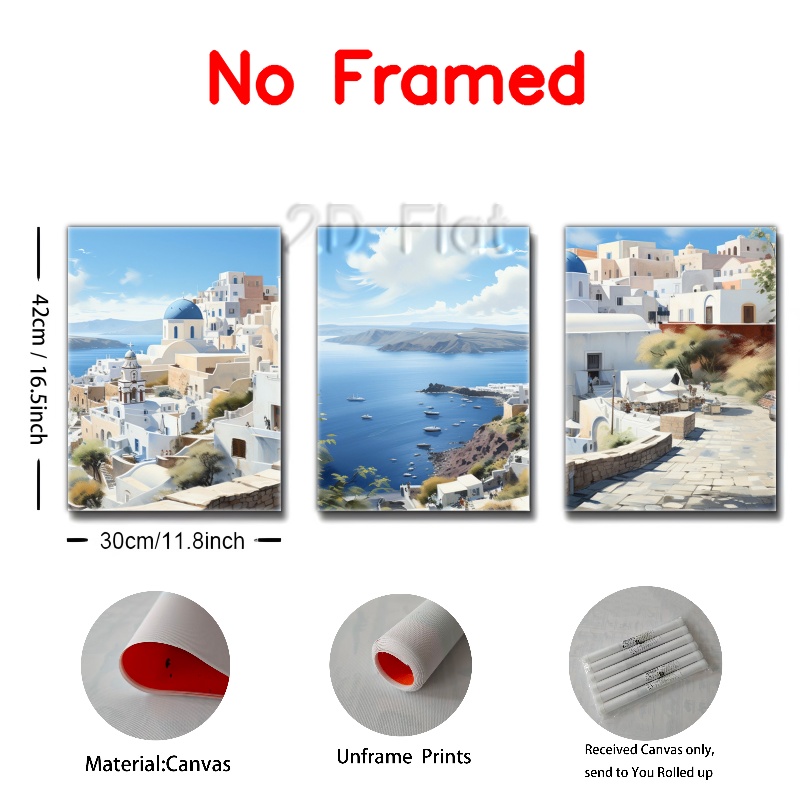 No Framed
2D Flat
42cm / 16.5inch
30cm/11.8inch
Material:Canvas
Unframe Prints
Received Canvas only,
send to You Rolled up